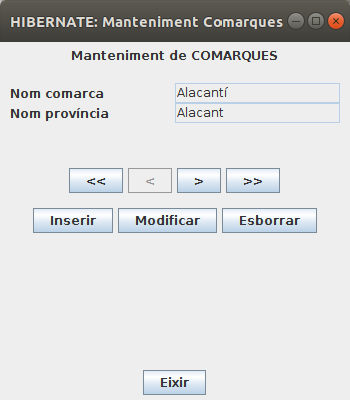 HIBERNATE: Manteniment Comarques
Manteniment de COMARQUES
Nom comarca Alacantí
Nom província Alacant
<< < > >>
Inserir Modificar Esborrar
Eixir